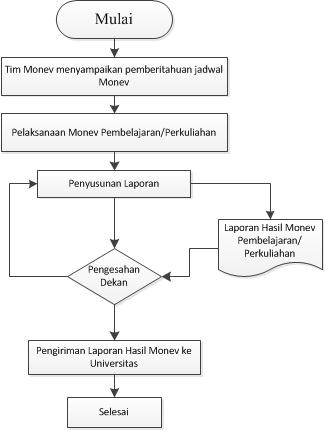 Mulai
Tim Monev menyampaikan pemberitahuan jadwal
Monev
Pelaksanaan Monev Pembelajaran/Perkuliahan
Penyusunan Laporan
Laporan Hasil Monev
Pembelajaran/
Perkuliahan
Pengesahan
Dekan
Pengiriman Laporan Hasil Monev ke
Universitas
Selesai